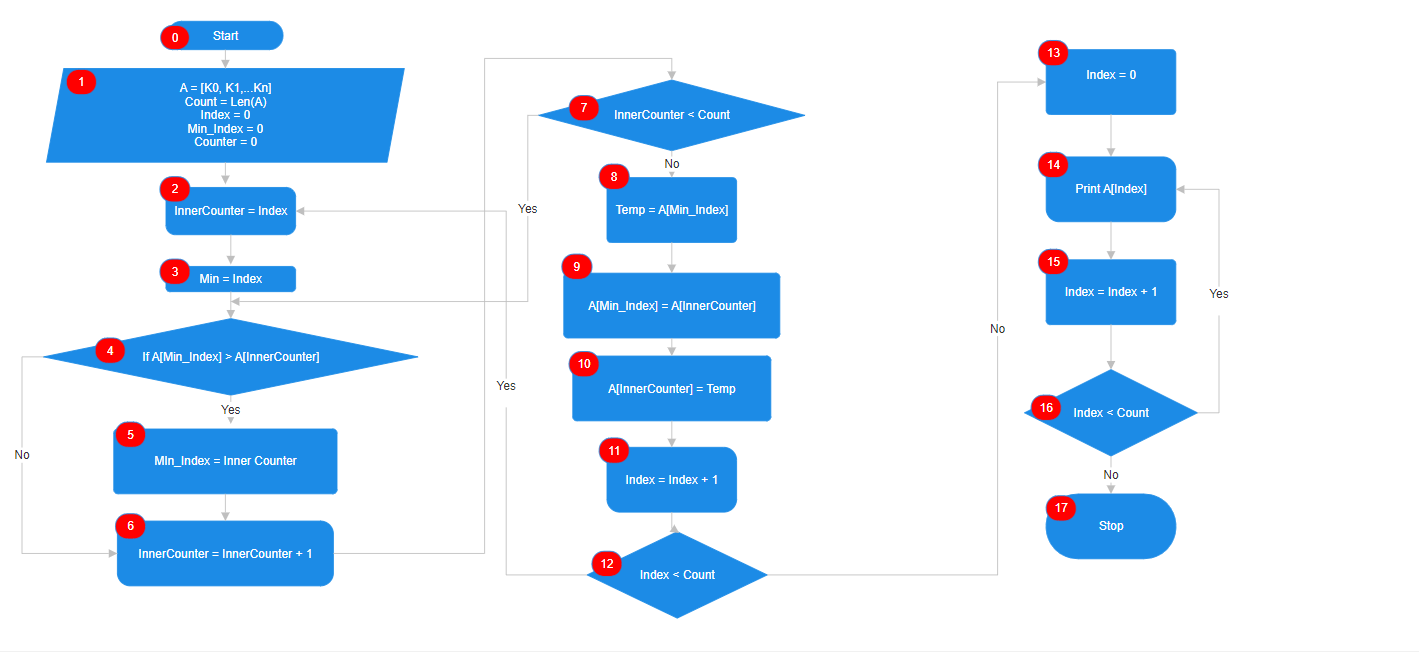 0
Start
1
A = [K0, K1,...Kn]
Count = Len(A)
Index = 0
Min_Index = 0
Counter = 0
2
InnerCounter = Index
3
Min = Index
4
If A[Min_Index] > A[InnerCounter]
Yes
No
5
MIn_Index = Inner Counter
6
InnerCounter = InnerCounter + 1
7
InnerCounter < Count
No
Yes
8
Temp = A[Min_Index]
9
A[Min_Index] = A[InnerCounter]
10
A[InnerCounter] = Temp
11
Index = Index + 1
12
Index < Count
Yes
No
13
Index = 0
14
Print A[Index]
15
Index = Index + 1
16
Index < Count
Yes
No
17
Stop